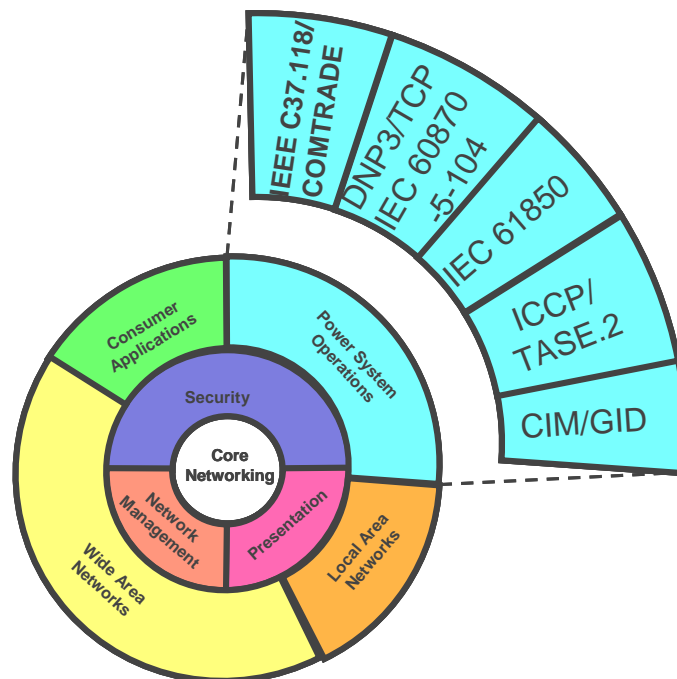 IEEE C37.118/
COMTRADE
DNP3/TCP
IEC 60870
-5-104
IEC 61850
ICCP/
TASE.2
CIM/GID
Consumer
Applications
Power System
Operations
Security
Core
Networking
Network
Management
Presentation
Wide Area
Networks
Local Area
Networks